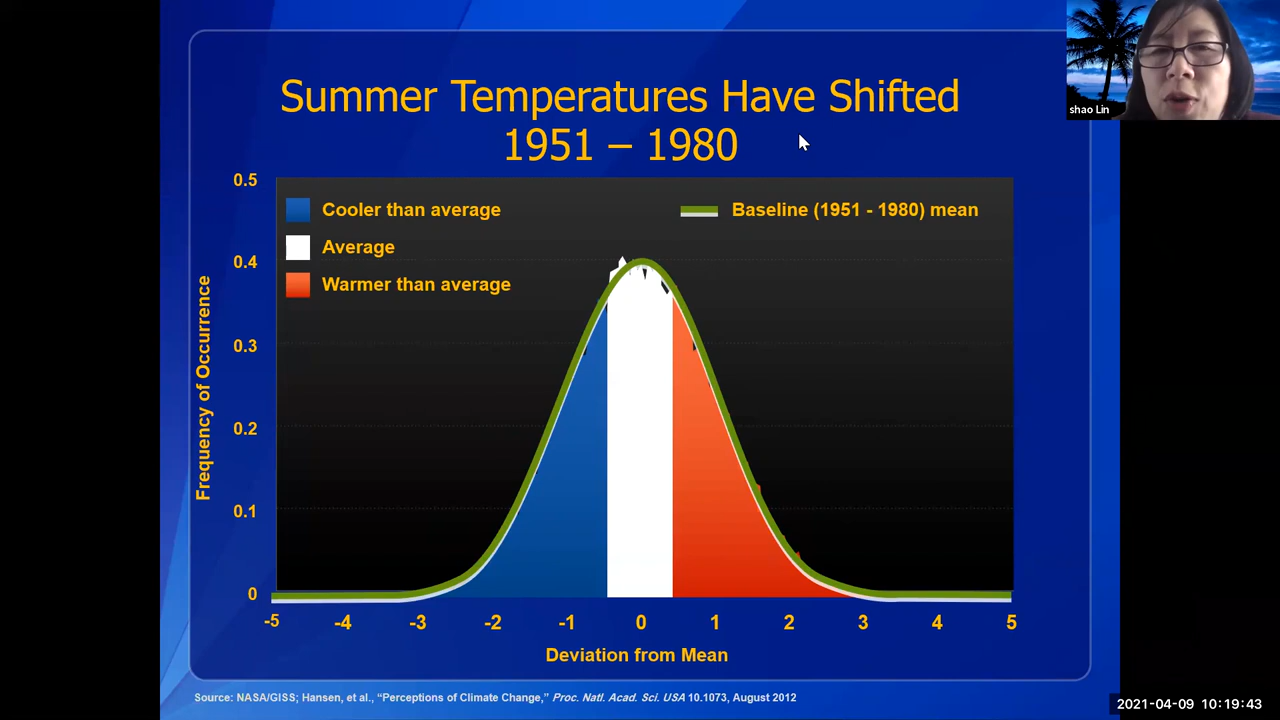 shao Lin
Summer Temperatures Have Shifted
1951 – 1980
0.5
0.4
0.3
0.2
0.1
0
Frequency of Occurrence
Cooler than average
Average
Warmer than average
Baseline (1951 - 1980) mean
-5 -4 -3 -2 -1 0 1 2 3 4 5
Deviation from Mean
Source: NASA/GISS; Hansen, et al., “Perceptions of Climate Change,” Proc. Natl. Acad. Sci. USA 10.1073, August 2012
2021-04-09 10:19:43